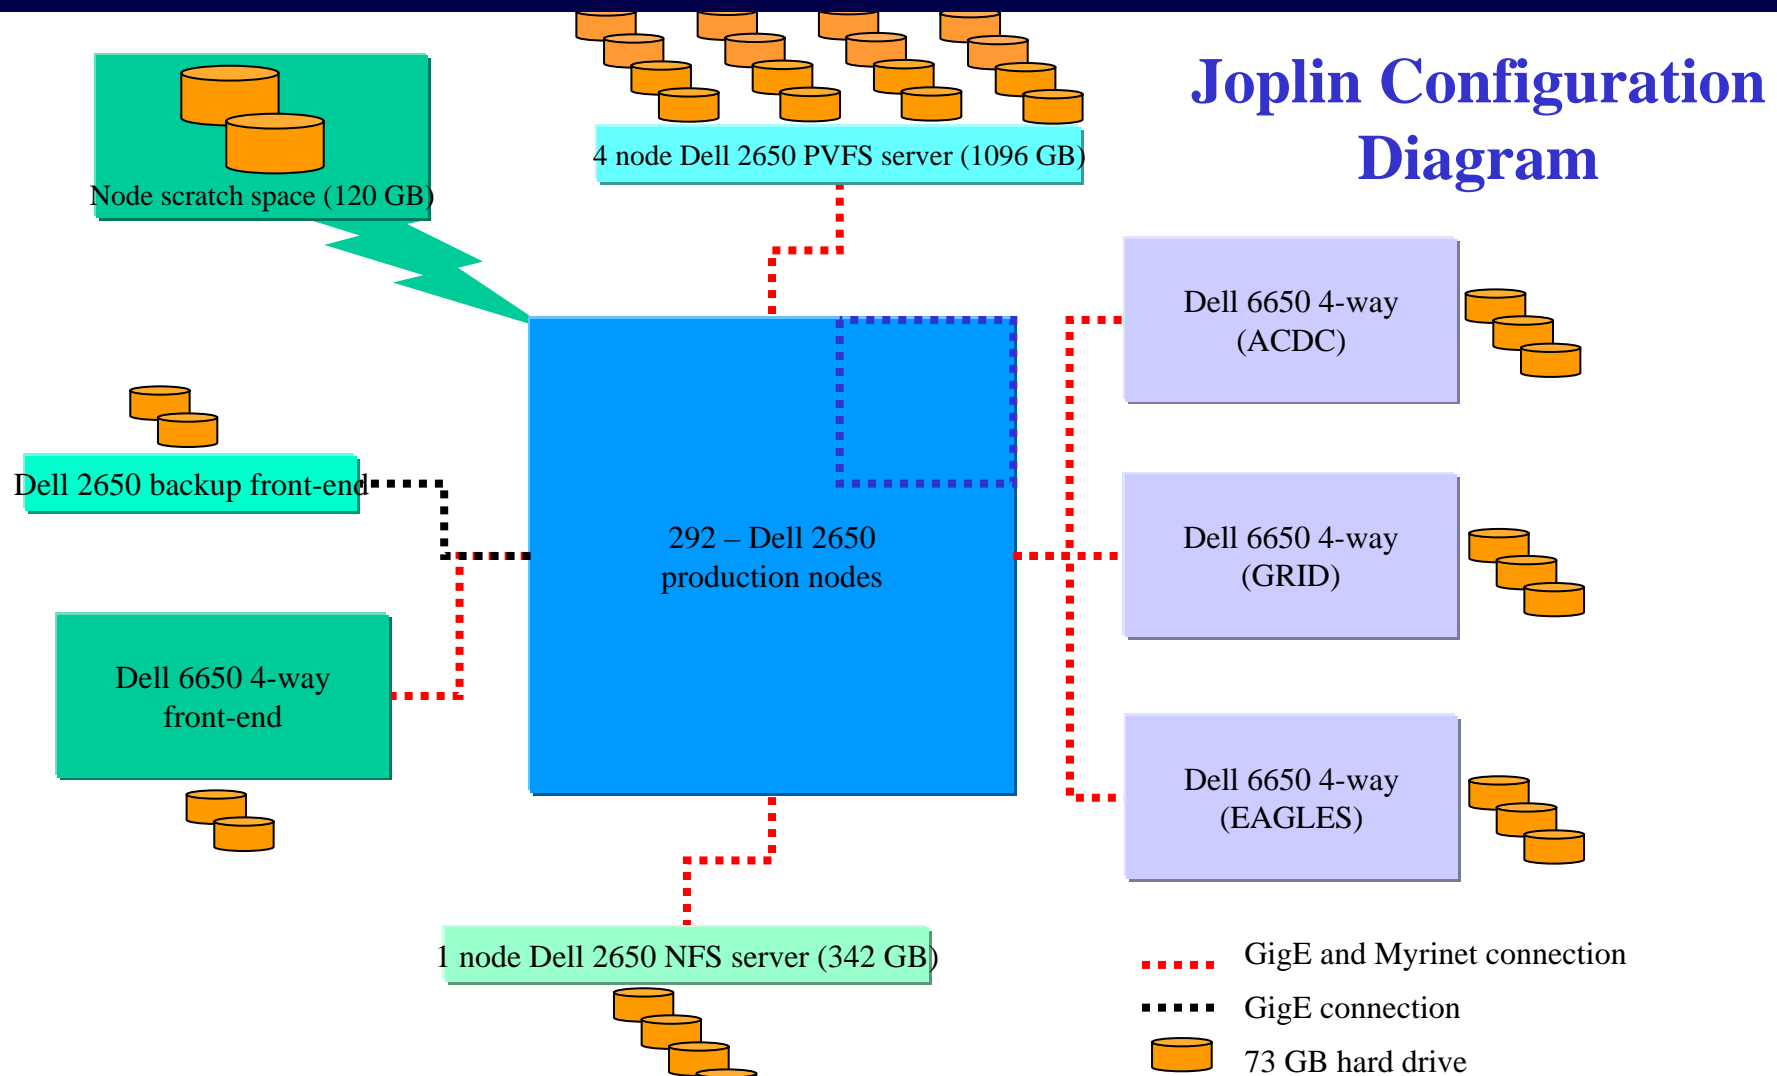 Joplin Configuration
Diagram
4 node Dell 2650 PVFS server (1096 GB)
Node scratch space (120 GB)
Dell 6650 4-way
(ACDC)
Dell 2650 backup front-end
292 – Dell 2650
production nodes
Dell 6650 4-way
(GRID)
Dell 6650 4-way
front-end
Dell 6650 4-way
(EAGLES)
1 node Dell 2650 NFS server (342 GB)
GigE and Myrinet connection
GigE connection
73 GB hard drive